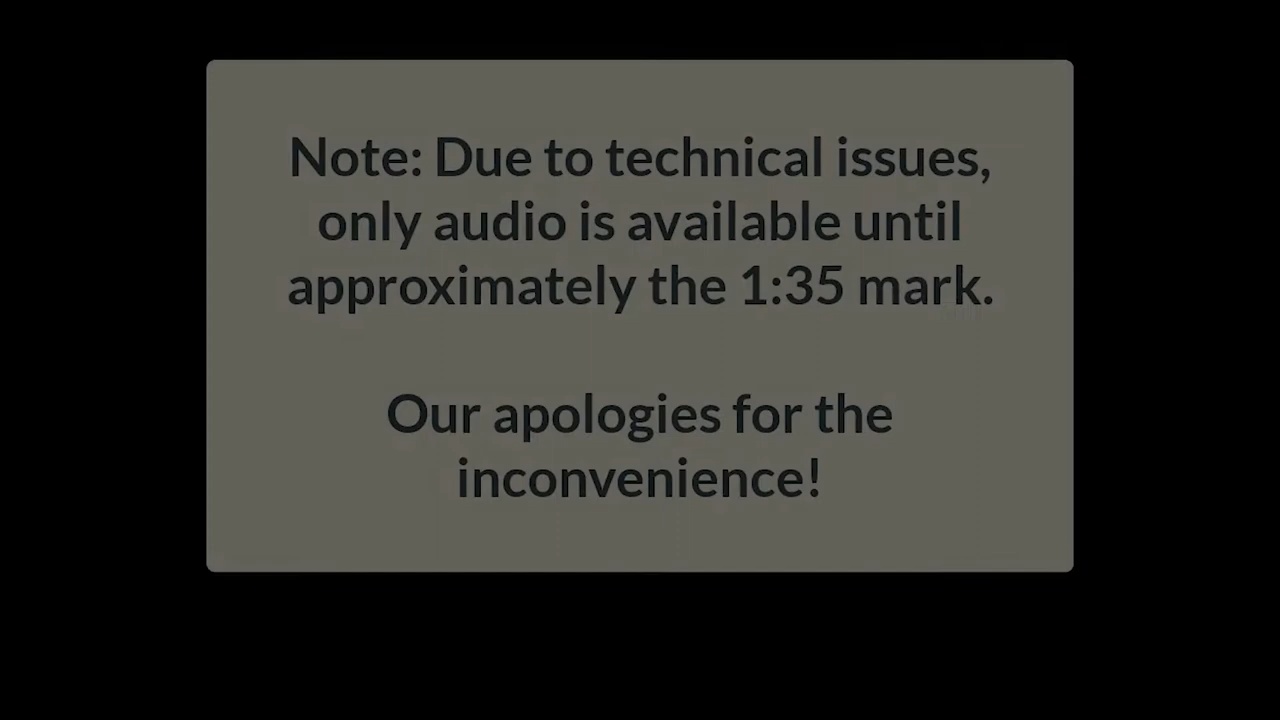 Note: Due to technical issues,
only audio is available until
approximately the 1:35 mark.
Our apologies for the
inconvenience!